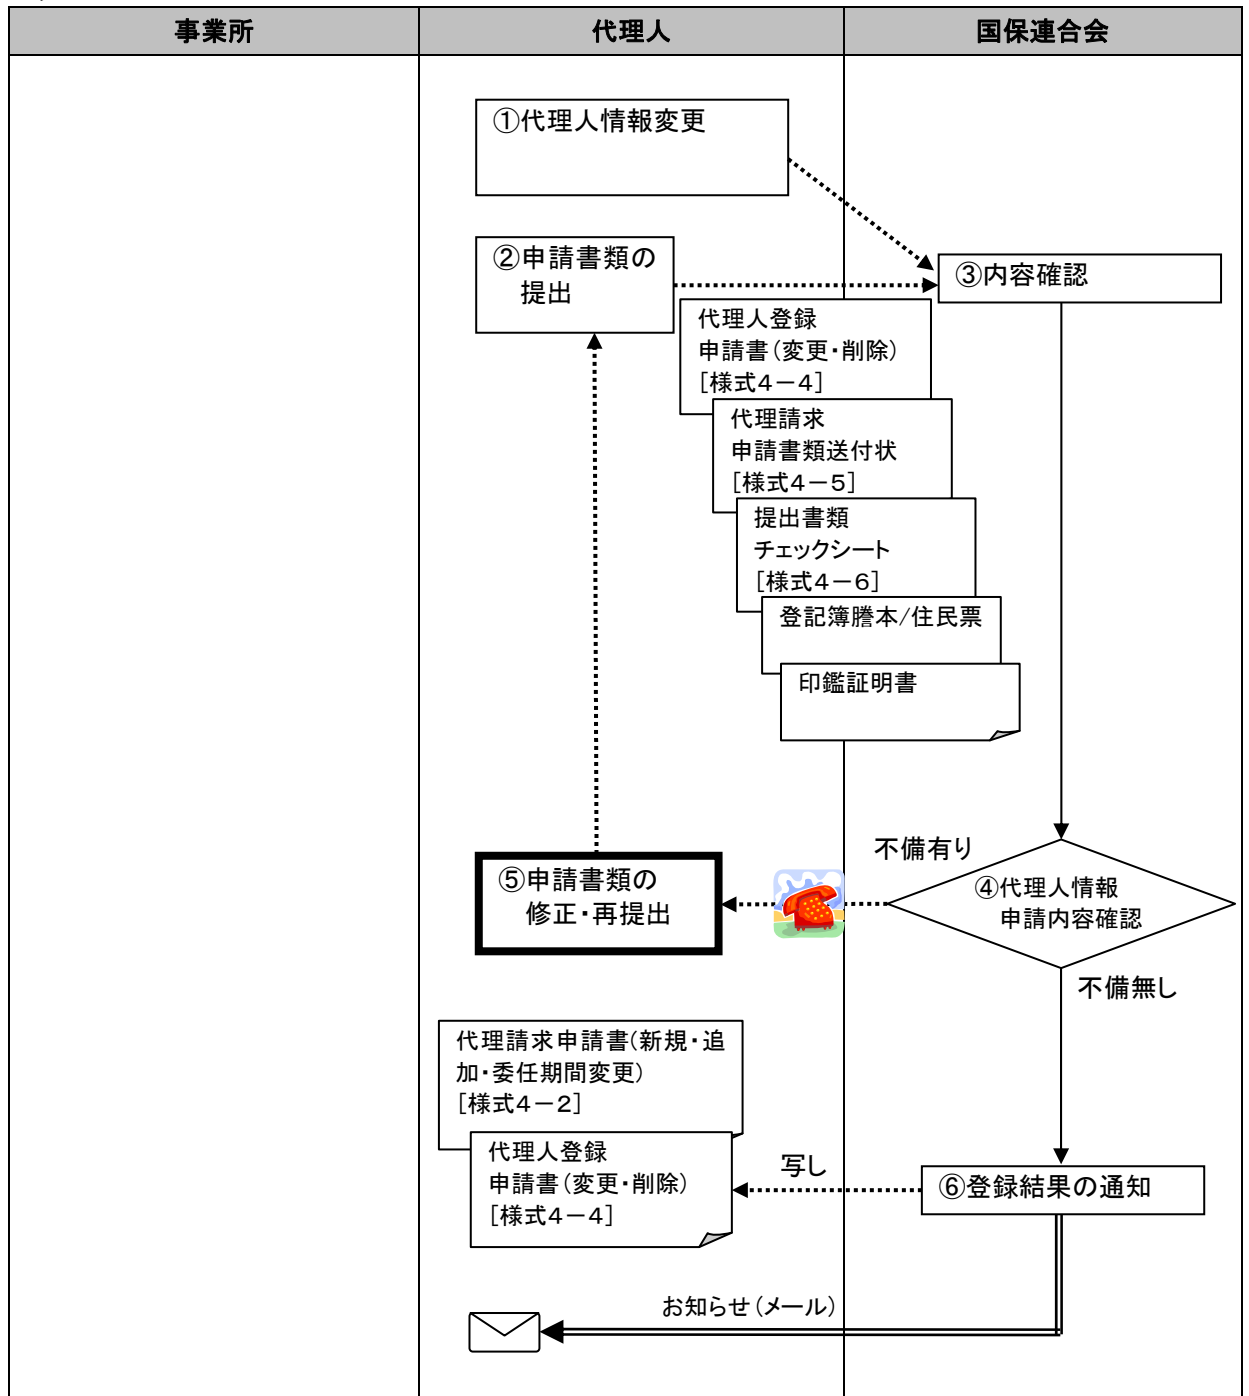 事業所
代理人
国保連合会
①代理人情報変更
②申請書類の
提出
③内容確認
代理人登録
申請書(変更・削除)
[様式4-4]
代理請求
申請書類送付状
[様式4-5]
提出書類
チェックシート
[様式4-6]
登記簿謄本/住民票
印鑑証明書
不備有り
④代理人情報
申請内容確認
⑤申請書類の
修正・再提出
不備無し
代理請求申請書(新規・追
加・委任期間変更)
[様式4-2]
代理人登録
申請書(変更・削除)
[様式4-4]
写し
⑥登録結果の通知
お知らせ(メール)